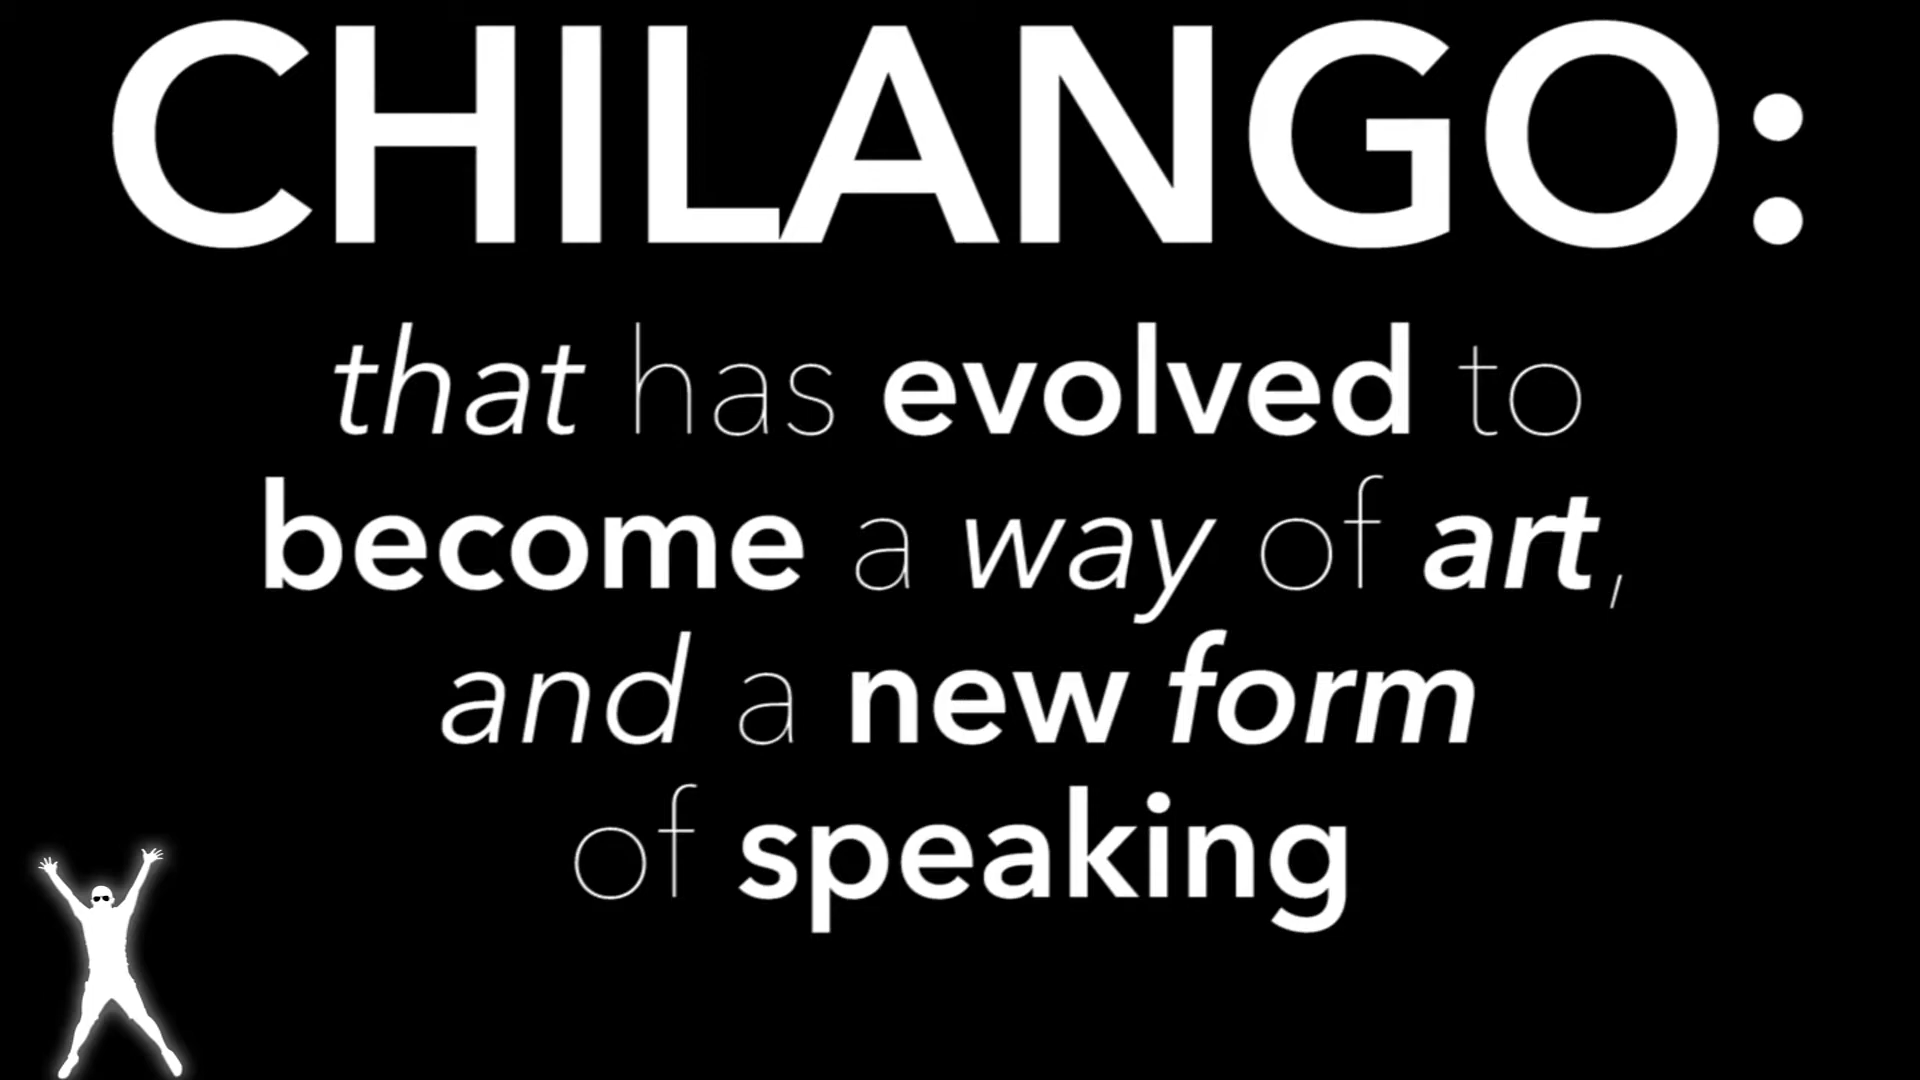 CHILANGO:
that has evolved to
become a way of art,
and a new form
of speaking